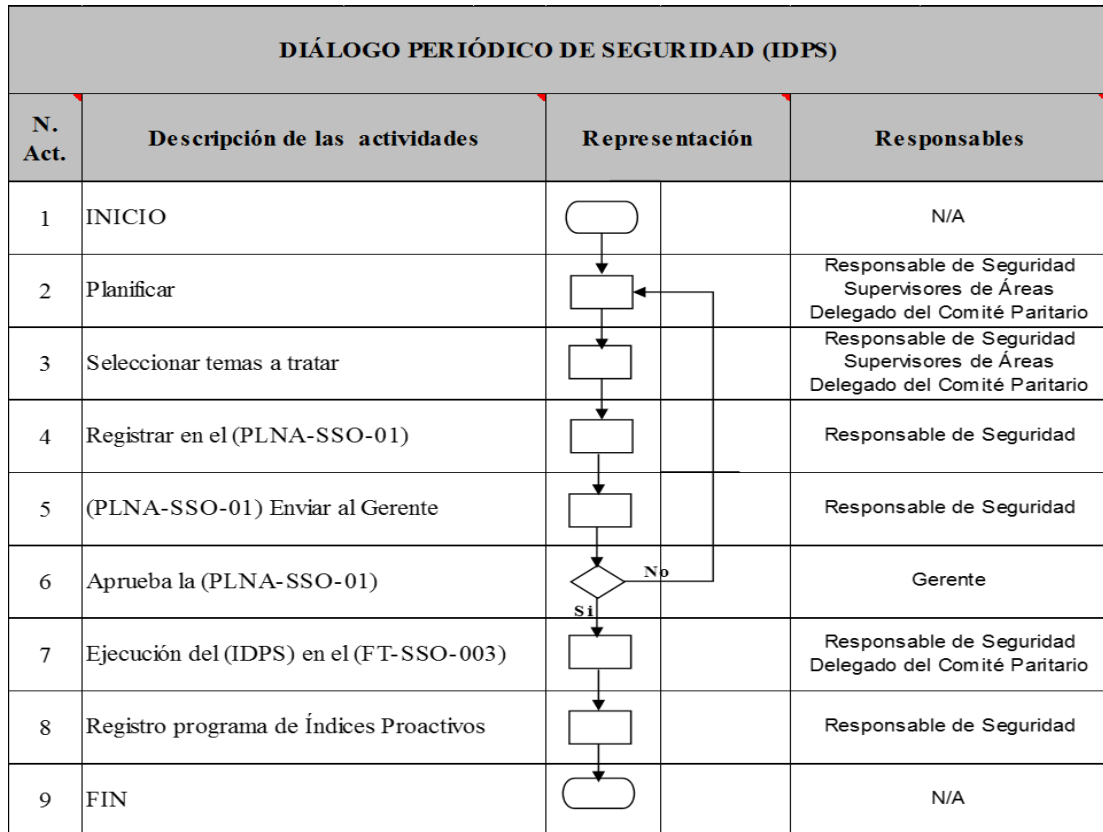 DIÁLOGO PERIÓDICO DE SEGURIDAD (IDPS)
N. Act.
Descripción de las actividades
Representación
Responsables
1
INICIO
N/A
2
Planificar
Responsable de Seguridad
Supervisores de Áreas
Delegado del Comité Paritario
3
Seleccionar temas a tratar
Responsable de Seguridad
Supervisores de Áreas
Delegado del Comité Paritario
4
Registrar en el (PLNA-SSO-01)
Responsable de Seguridad
5
(PLNA-SSO-01) Enviar al Gerente
Responsable de Seguridad
6
Aprueba la (PLNA-SSO-01)
No
Si
Gerente
7
Ejecución del (IDPS) en el (FT-SSO-003)
Responsable de Seguridad
Delegado del Comité Paritario
8
Registro programa de Índices Proactivos
Responsable de Seguridad
9
FIN
N/A